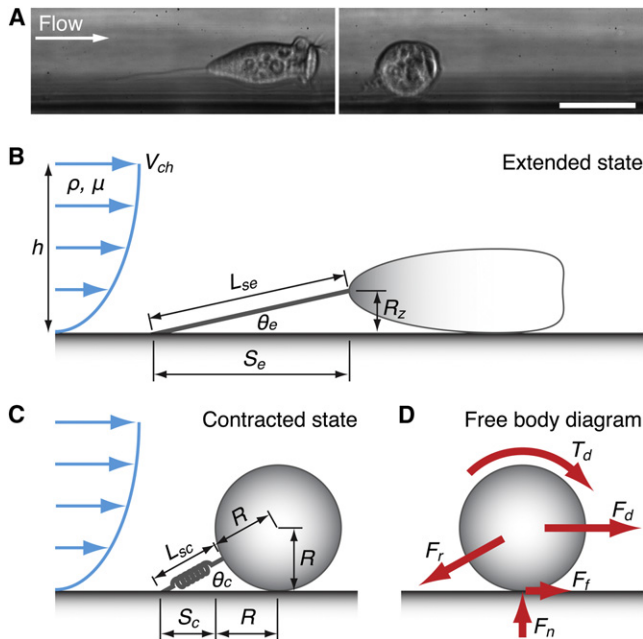 A
Flow
B
V_ch
Extended state
ρ, μ
h
L_se
θ_e
R_z
S_e
C
Contracted state
D
Free body diagram
T_d
R
F_d
L_sc
R
F_r
θ_c
F_f
S_c
R
F_n